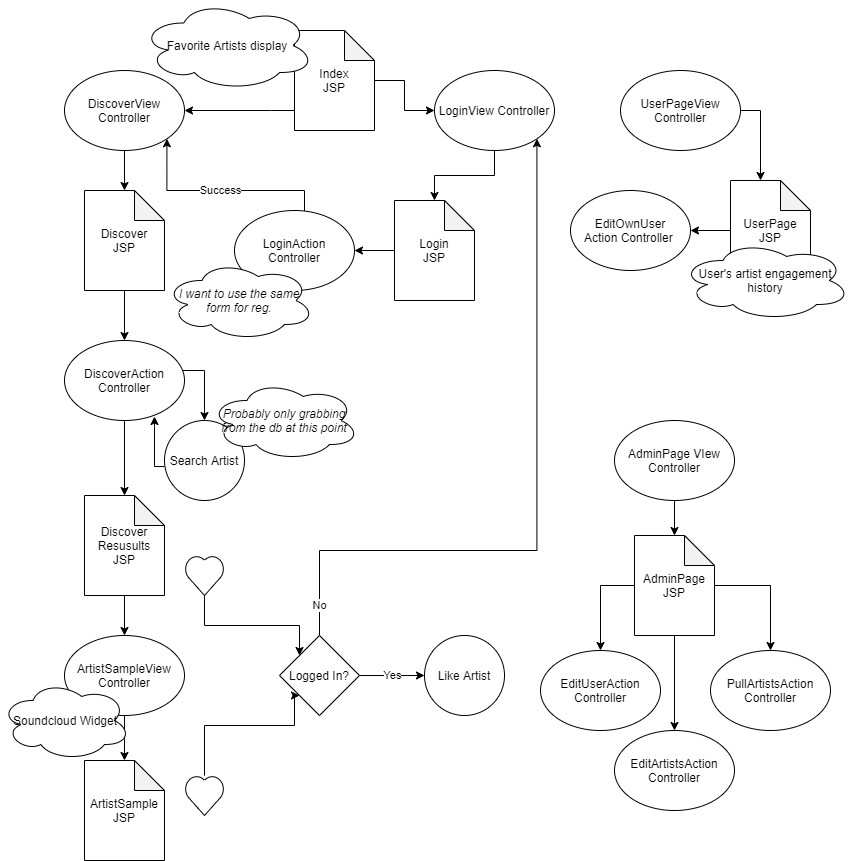 Favorite Artists display
Index
JSP
DiscoverView
Controller
LoginView Controller
UserPageView
Controller
Success
Discover
JSP
LoginAction
Controller
Login
JSP
EditOwnUser
Action Controller
UserPage
JSP
User's artist engagement
history
I want to use the same
form for reg.
DiscoverAction
Controller
Probably only grabbing
from the db at this point
Search Artist
AdminPage VIew
Controller
Discover
Resusults
JSP
AdminPage
JSP
No
ArtistSampleView
Controller
Logged In?
Yes
Like Artist
EditUserAction
Controller
PullArtistsAction
Controller
Soundcloud Widget
EditArtistsAction
Controller
ArtistSample
JSP